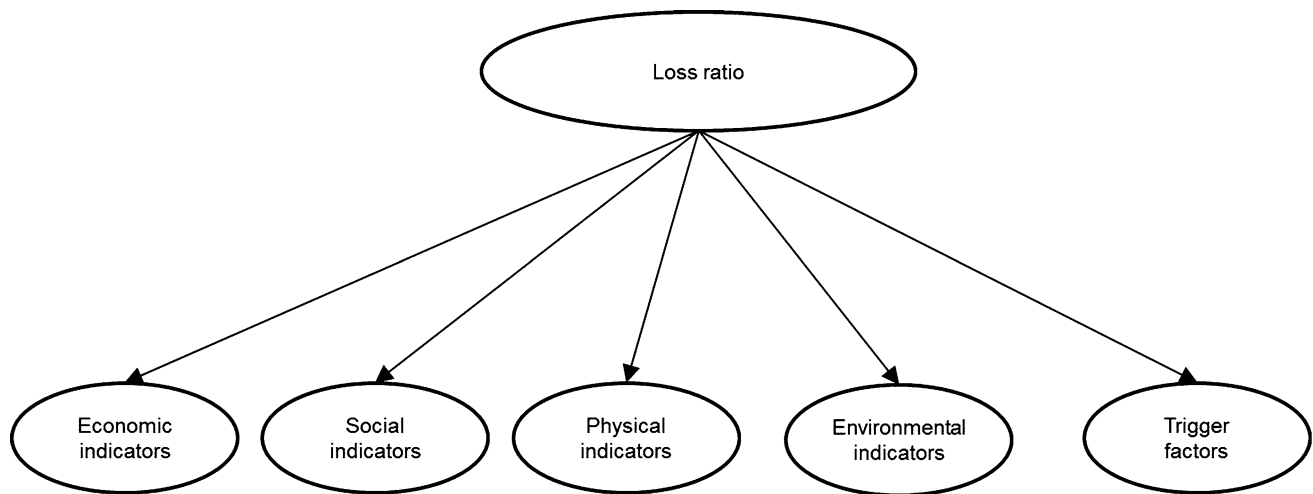 Loss ratio
Economic
indicators
Social
indicators
Physical
indicators
Environmental
indicators
Trigger
factors